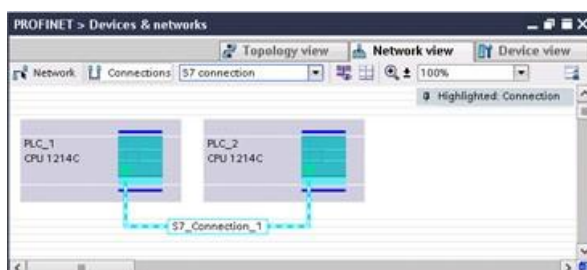 PROFINET > Devices & networks
Topology view
Network view
Device view
Network
Connections
S7 connection
100%
Highlighted: Connection
PLC_1
CPU 1214C
PLC_2
CPU 1214C
S7_Connection_1